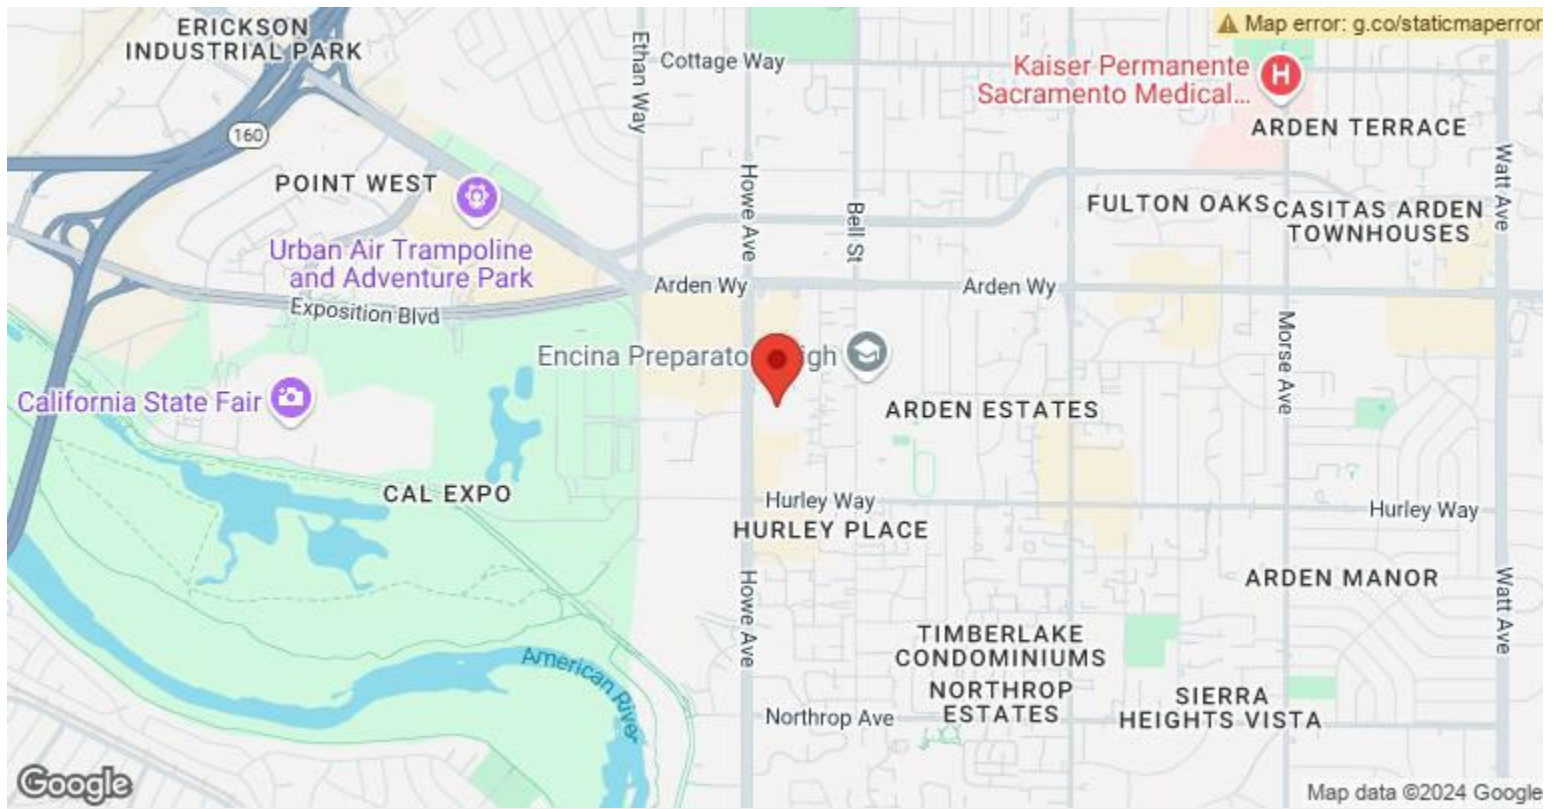 ERICKSON
INDUSTRIAL PARK
Map error: g.co/staticmaperror
Ethan Way
Cottage Way
Kaiser Permanente
Sacramento Medical...
H
ARDEN TERRACE
160
POINT WEST
Howe Ave
Bell St
Watt Ave
FULTON OAKS
CASITAS ARDEN
TOWNHOUSES
Urban Air Trampoline
and Adventure Park
Arden Wy
Arden Wy
Exposition Blvd
Morse Ave
Encina Preparato
igh
California State Fair
ARDEN ESTATES
CAL EXPO
Hurley Way
Hurley Way
HURLEY PLACE
Howe Ave
ARDEN MANOR
Watt Ave
TIMBERLAKE
CONDOMINIUMS
American River
NORTHROP
ESTATES
SIERRA
HEIGHTS VISTA
Northrop Ave
Google
Map data ©2024 Google